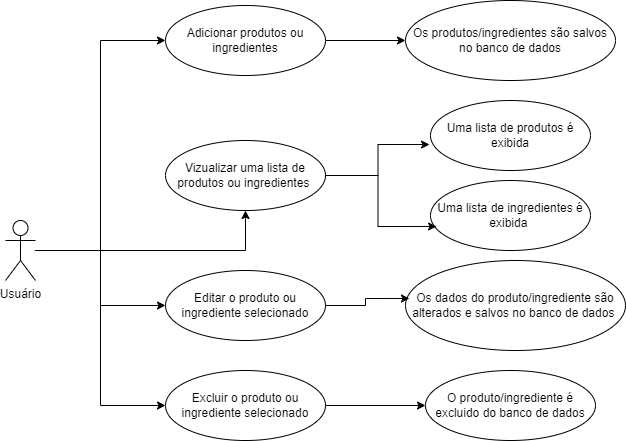 Adicionar produtos ou
ingredientes
Os produtos/ingredientes são salvos
no banco de dados
Vizualizar uma lista de
produtos ou ingredientes
Uma lista de produtos é
exibida
Uma lista de ingredientes é
exibida
Usuário
Editar o produto ou
ingrediente selecionado
Os dados do produto/ingrediente são
alterados e salvos no banco de dados
Excluir o produto ou
ingrediente selecionado
O produto/ingrediente é
excluido do banco de dados